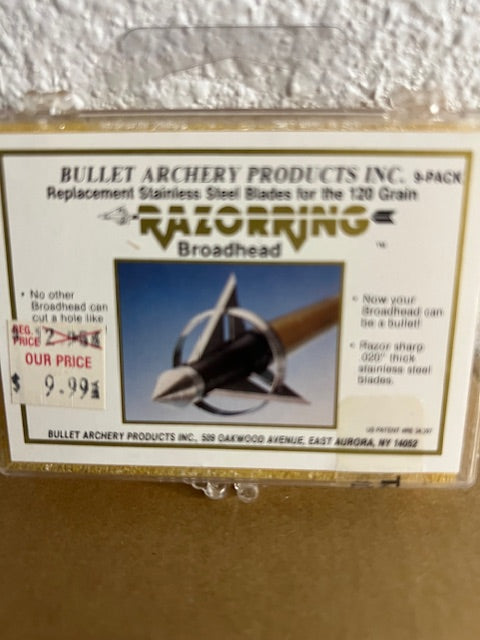 BULLET ARCHERY PRODUCTS INC. 9-PACK
Replacement Stainless Steel Blades for the 120 Grain
RAZORRING
TM
Broadhead
• No other
Broadhead can
cut a hole like
REG.
PRICE
OUR PRICE
$ 9.99
• Now your
Broadhead can
be a bullet!
• Razor sharp
.020" thick
stainless steel
blades.
US PATENT
BULLET ARCHERY PRODUCTS INC., 509 OAKWOOD AVENUE, EAST AURORA, NY 14052